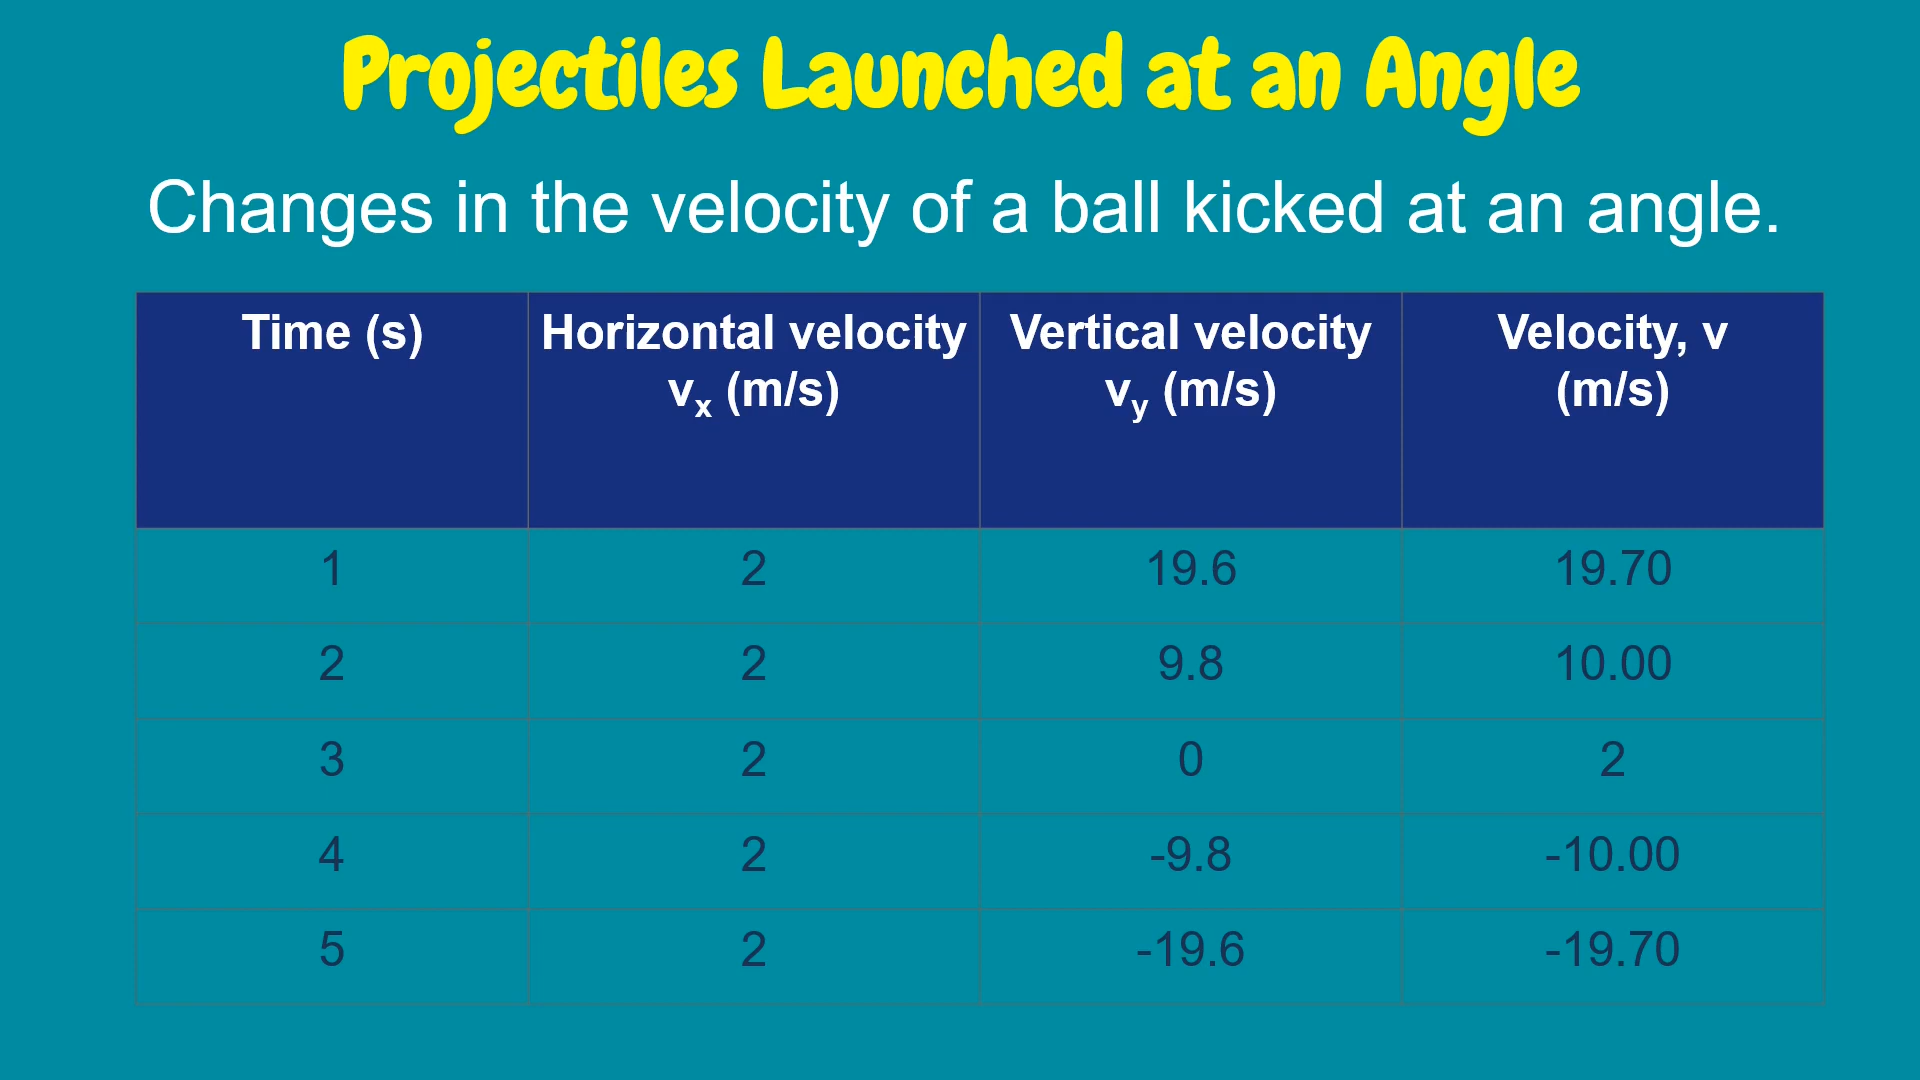 Projectiles Launched at an Angle
Changes in the velocity of a ball kicked at an angle.
Time (s) Horizontal velocity Vertical velocity Velocity, v
vx (m/s) vy (m/s) (m/s)
1 2 19.6 19.70
2 2 9.8 10.00
3 2 0 2
4 2 -9.8 -10.00
5 2 -19.6 -19.70